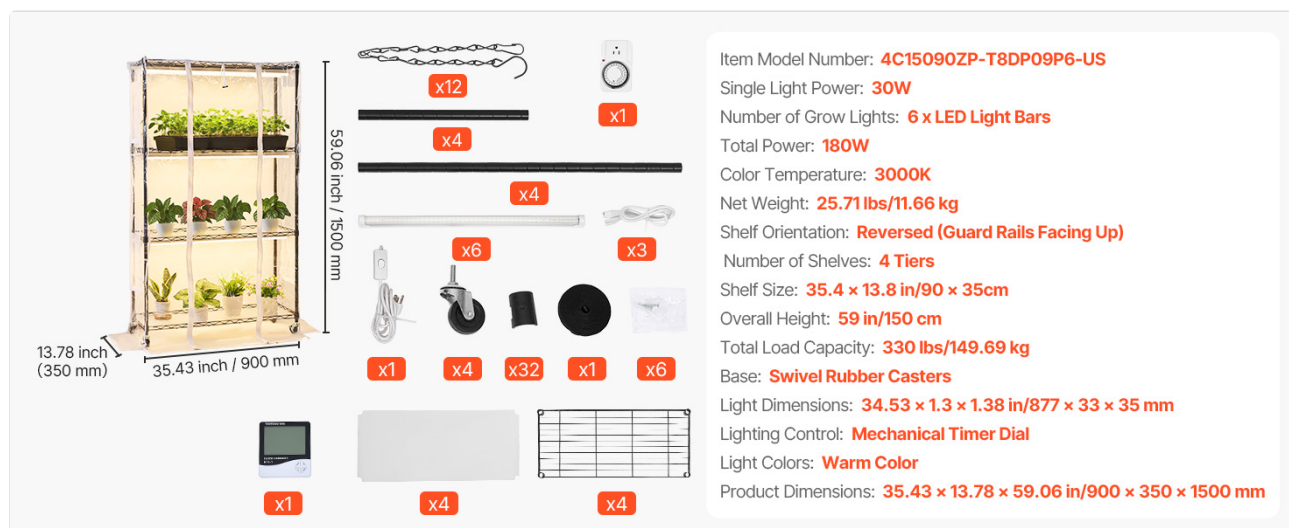 59.06 inch / 1500 mm
13.78 inch
(350 mm)
35.43 inch / 900 mm
x12
x1
x4
x4
x6
x3
x1
x4
x32
x1
x6
x1
x4
x4
Item Model Number: 4C15090ZP-T8DP09P6-US
Single Light Power: 30W
Number of Grow Lights: 6 x LED Light Bars
Total Power: 180W
Color Temperature: 3000K
Net Weight: 25.71 lbs/11.66 kg
Shelf Orientation: Reversed (Guard Rails Facing Up)
Number of Shelves: 4 Tiers
Shelf Size: 35.4 × 13.8 in/90 × 35cm
Overall Height: 59 in/150 cm
Total Load Capacity: 330 lbs/149.69 kg
Base: Swivel Rubber Casters
Light Dimensions: 34.53 × 1.3 × 1.38 in/877 × 33 × 35 mm
Lighting Control: Mechanical Timer Dial
Light Colors: Warm Color
Product Dimensions: 35.43 × 13.78 × 59.06 in/900 × 350 × 1500 mm